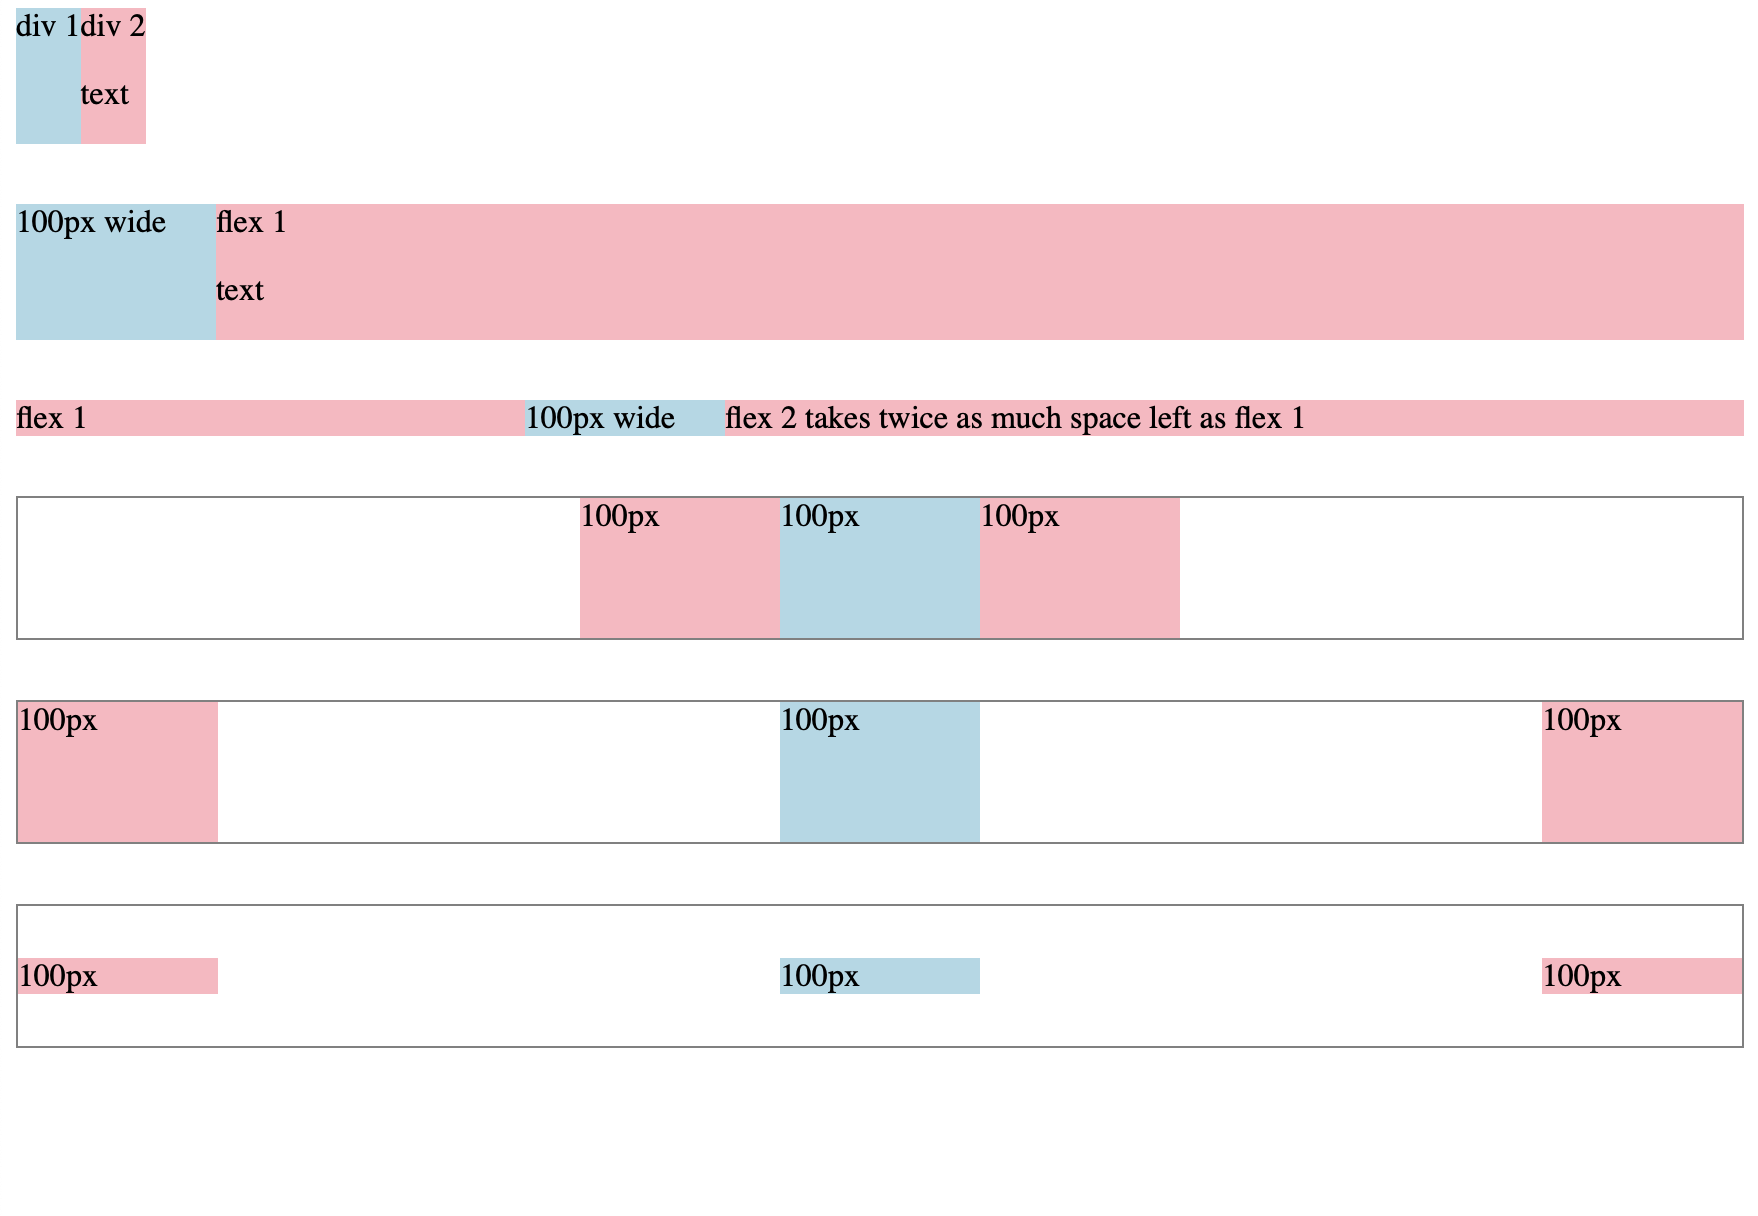 div 1 div 2
text
100px wide flex 1
text
flex 1 100px wide flex 2 takes twice as much space left as flex 1
100px 100px 100px
100px 100px 100px
100px 100px 100px